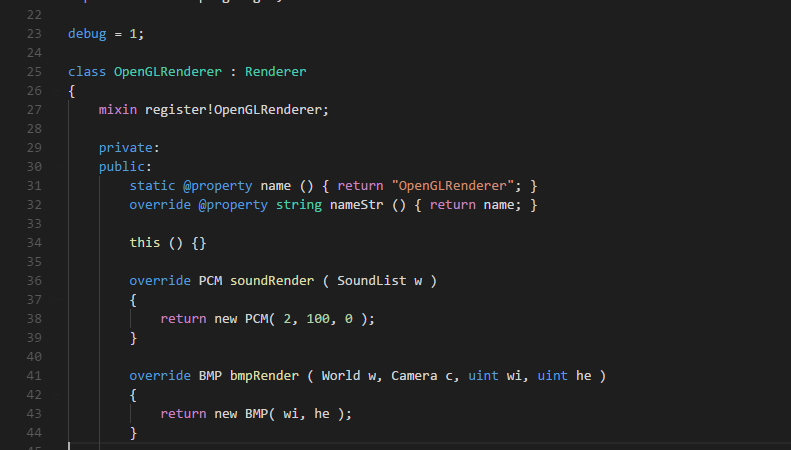 22
23 debug = 1;
24
25 class OpenGLRenderer : Renderer
26 {
27     mixin register!OpenGLRenderer;
28
29     private:
30     public:
31         static @property name () { return "OpenGLRenderer"; }
32         override @property string nameStr () { return name; }
33
34         this () {}
35
36         override PCM soundRender ( SoundList w )
37         {
38             return new PCM( 2, 100, 0 );
39         }
40
41         override BMP bmpRender ( World w, Camera c, uint wi, uint he )
42         {
43             return new BMP( wi, he );
44         }